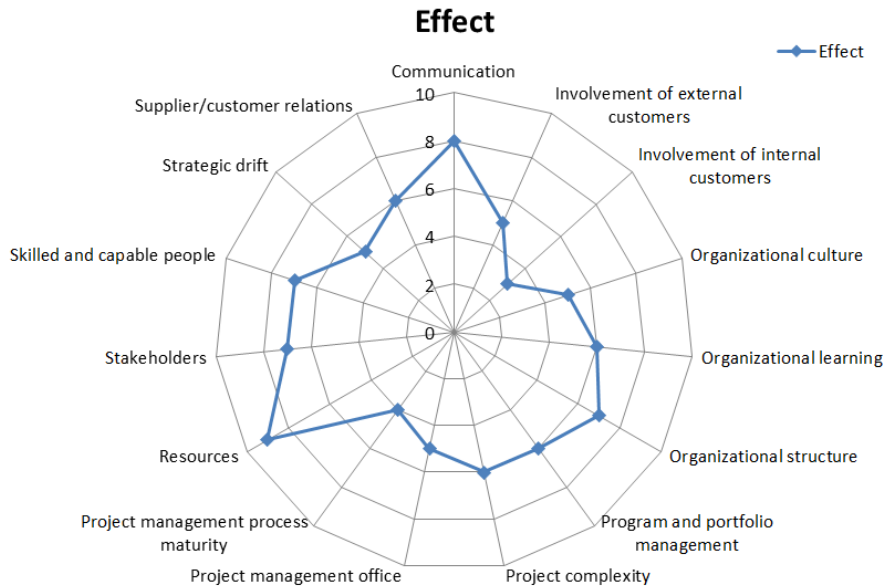 Effect
Effect
Communication
Involvement of external
customers
Involvement of internal
customers
Organizational culture
Organizational learning
Organizational structure
Program and portfolio
management
Project complexity
Project management office
Project management process
maturity
Resources
Stakeholders
Skilled and capable people
Strategic drift
Supplier/customer relations
10
8
6
4
2
0